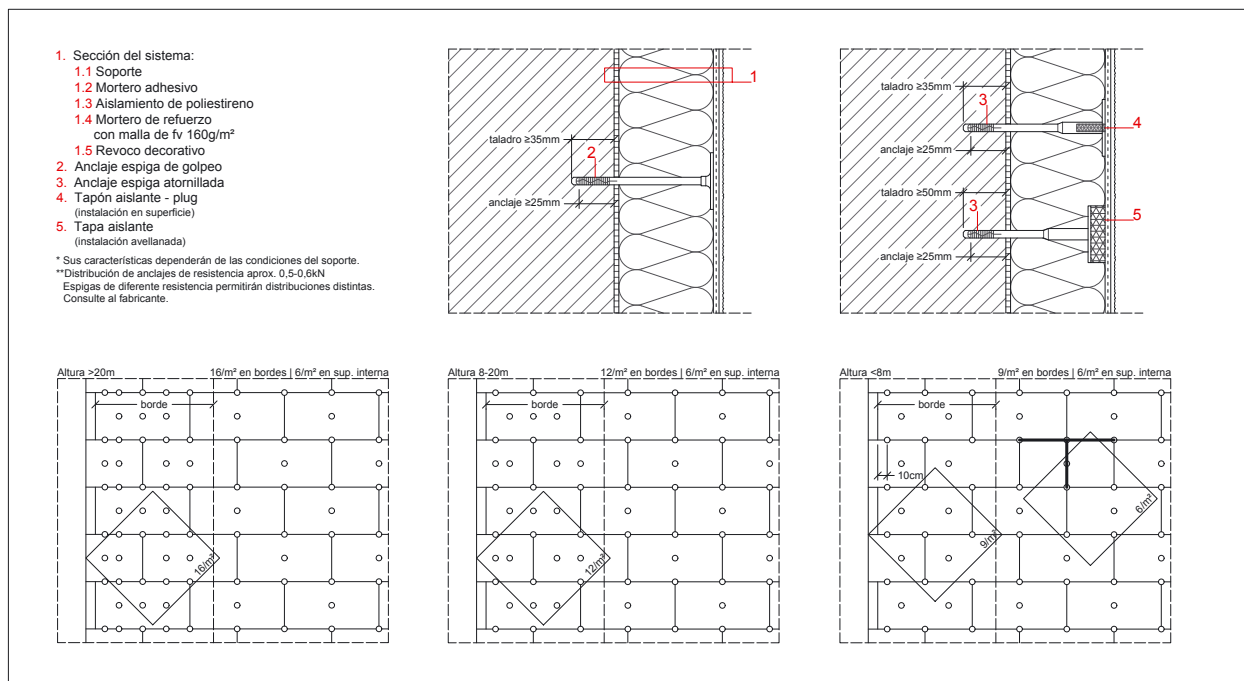 1. Sección del sistema:
1.1 Soporte
1.2 Mortero adhesivo
1.3 Aislamiento de poliestireno
1.4 Mortero de refuerzo
con malla de fv 160g/m²
1.5 Revoco decorativo
2. Anclaje espiga de golpeo
3. Anclaje espiga atornillada
4. Tapón aislante - plug
(instalación en superficie)
5. Tapa aislante
(instalación avellanada)
* Sus características dependerán de las condiciones del soporte.
**Distribución de anclajes de resistencia aprox. 0,5-0,6kN
Espigas de diferente resistencia permitirán distribuciones distintas.
Consulte al fabricante.
1
taladro ≥35mm
2
anclaje ≥25mm
taladro ≥35mm
3
4
anclaje ≥25mm
taladro ≥50mm
3
5
anclaje ≥25mm
Altura >20m
16/m² en bordes | 6/m² en sup. interna
borde
16/m²
Altura 8-20m
12/m² en bordes | 6/m² en sup. interna
borde
12/m²
Altura <8m
9/m² en bordes | 6/m² en sup. interna
borde
10cm
6/m²
9/m²